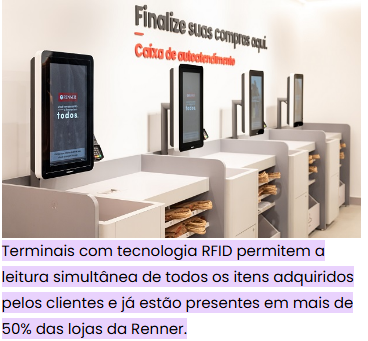 Finalize suas compras aqui.
Caixa de autoatendimento
RENNER
todos
Terminais com tecnologia RFID permitem a
leitura simultânea de todos os itens adquiridos
pelos clientes e já estão presentes em mais de
50% das lojas da Renner.